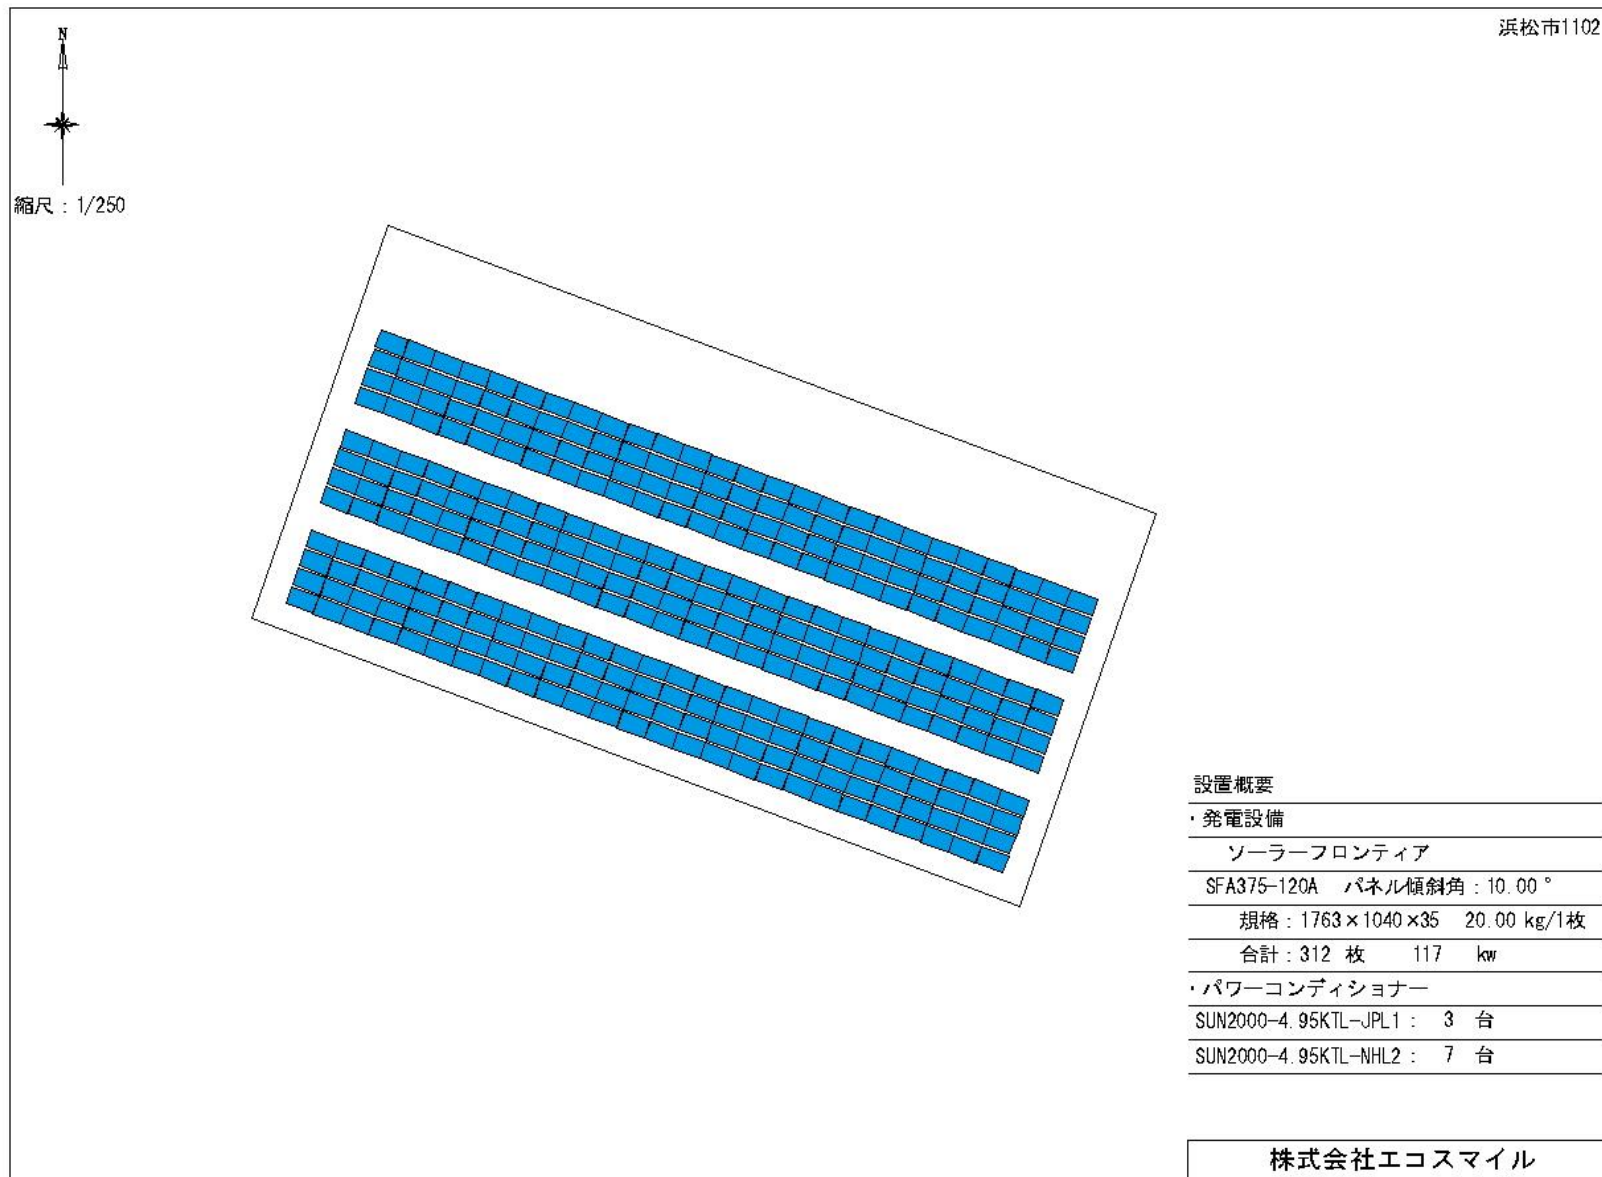 浜松市1102
N
縮尺：1/250
設置概要
・発電設備
ソーラーフロンティア
SFA375-120A パネル傾斜角：10.00°
規格：1763×1040×35 20.00 kg/1枚
合計：312 枚 117 kw
・パワーコンディショナー
SUN2000-4.95KTL-JPL1： 3 台
SUN2000-4.95KTL-NHL2： 7 台
株式会社エコスマイル